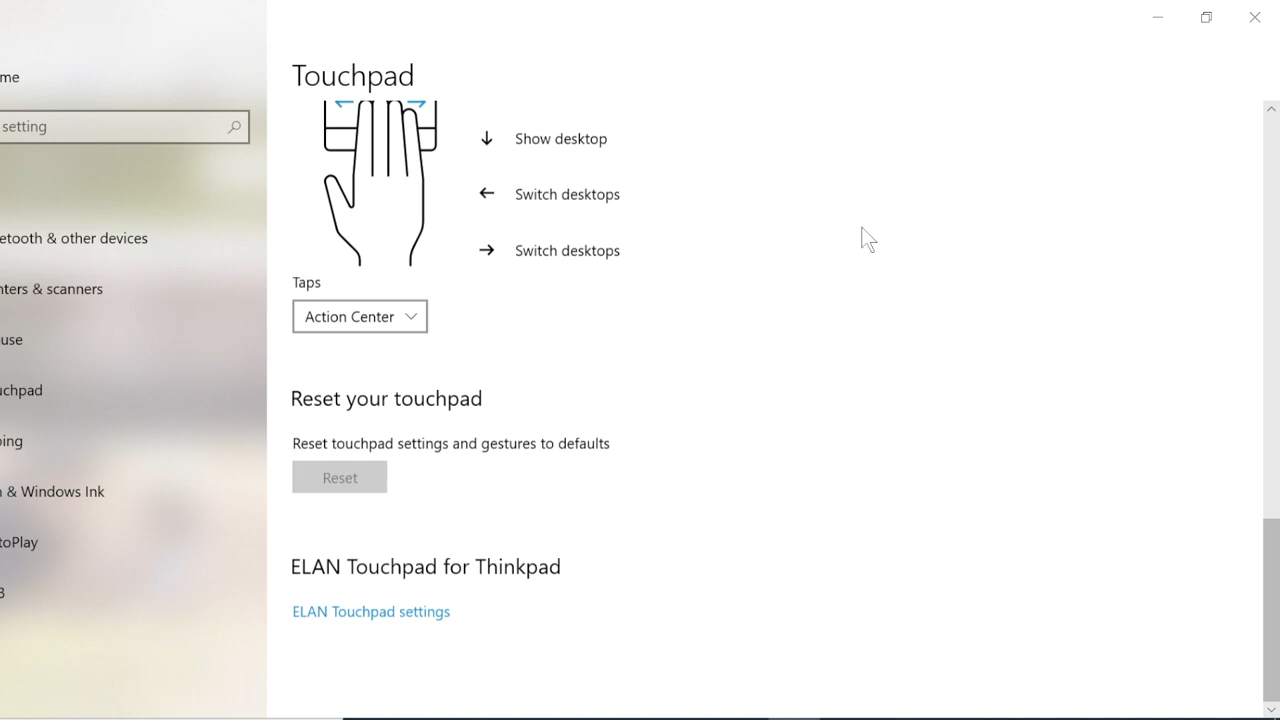 Touchpad
me
setting
etooth & other devices
nters & scanners
use
uchpad
ping
n & Windows Ink
toPlay
Show desktop
Switch desktops
Switch desktops
Taps
Action Center
Reset your touchpad
Reset touchpad settings and gestures to defaults
Reset
ELAN Touchpad for Thinkpad
ELAN Touchpad settings